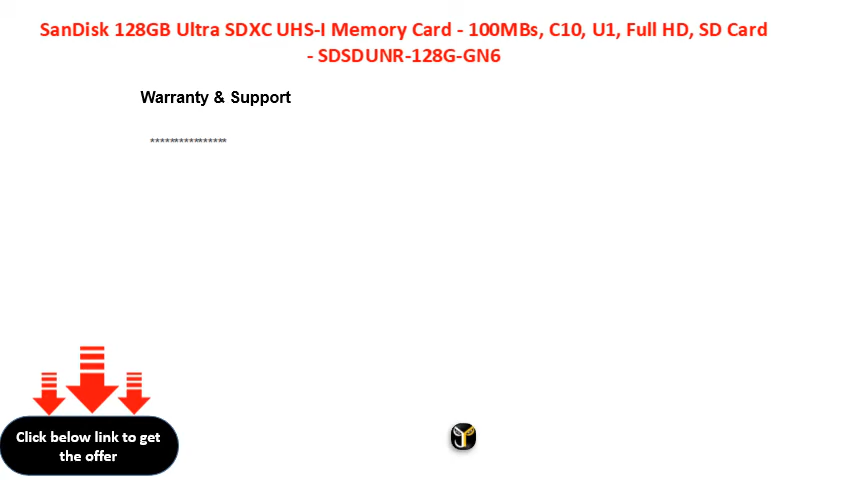 SanDisk 128GB Ultra SDXC UHS-I Memory Card - 100MBs, C10, U1, Full HD, SD Card
- SDSDUNR-128G-GN6
Warranty & Support
****************
Click below link to get
the offer